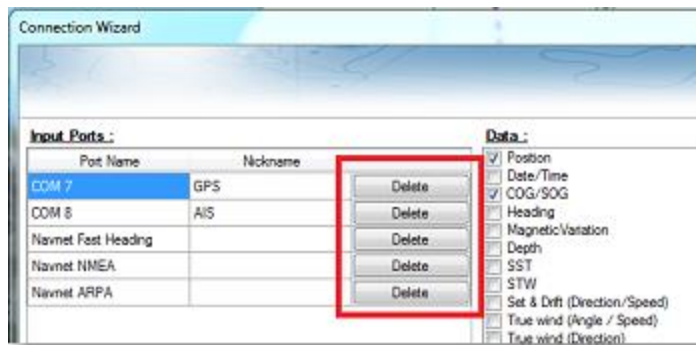 Connection Wizard
Input Ports :
Port Name Nickname
COM 7 GPS Delete
COM 8 AIS Delete
Navnet Fast Heading Delete
Navnet NMEA Delete
Navnet ARPA Delete
Data :
Position
Date/Time
COG/SOG
Heading
MagneticVariation
Depth
SST
STW
Set & Drift (Direction/Speed)
True wind (Angle / Speed)
True wind (Direction)